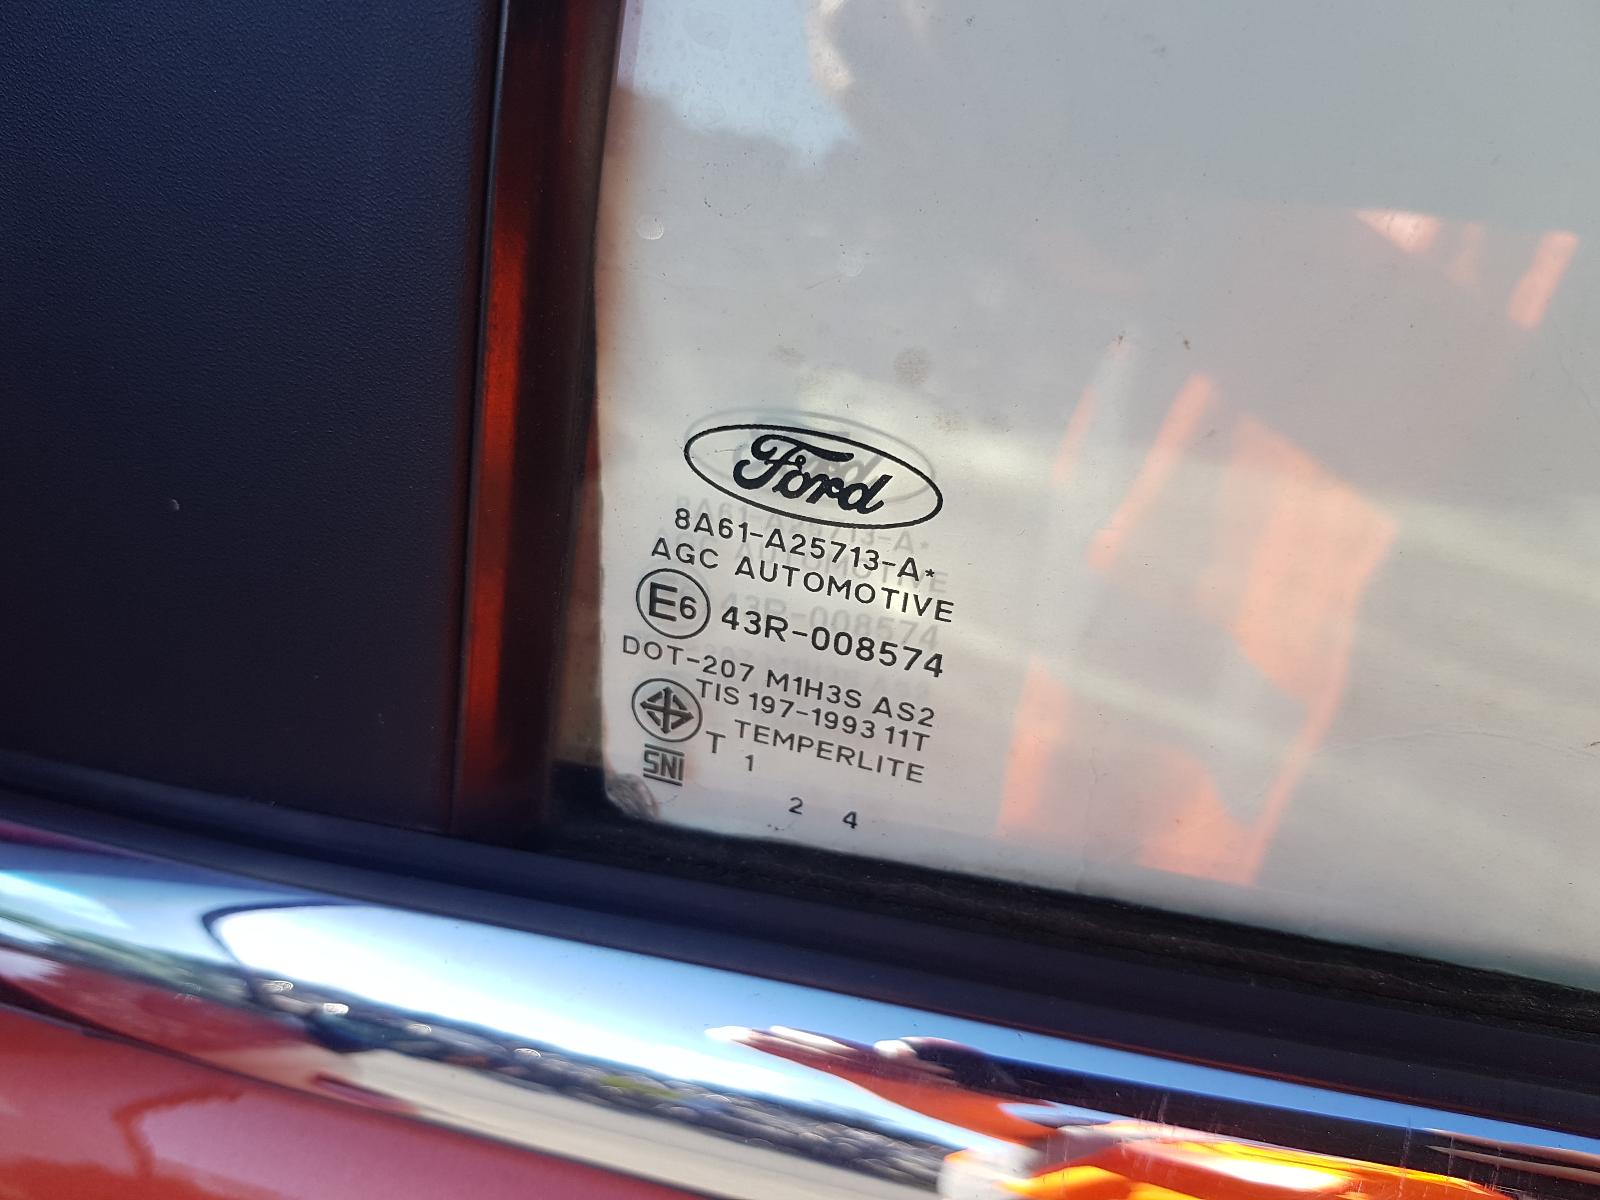 Ford
8A61-A25713-A*
AGC AUTOMOTIVE
E6 43R-008574
DOT-207 M1H3S AS2
TIS 197-1993 11T
T TEMPERLITE
SNI 1
2 4